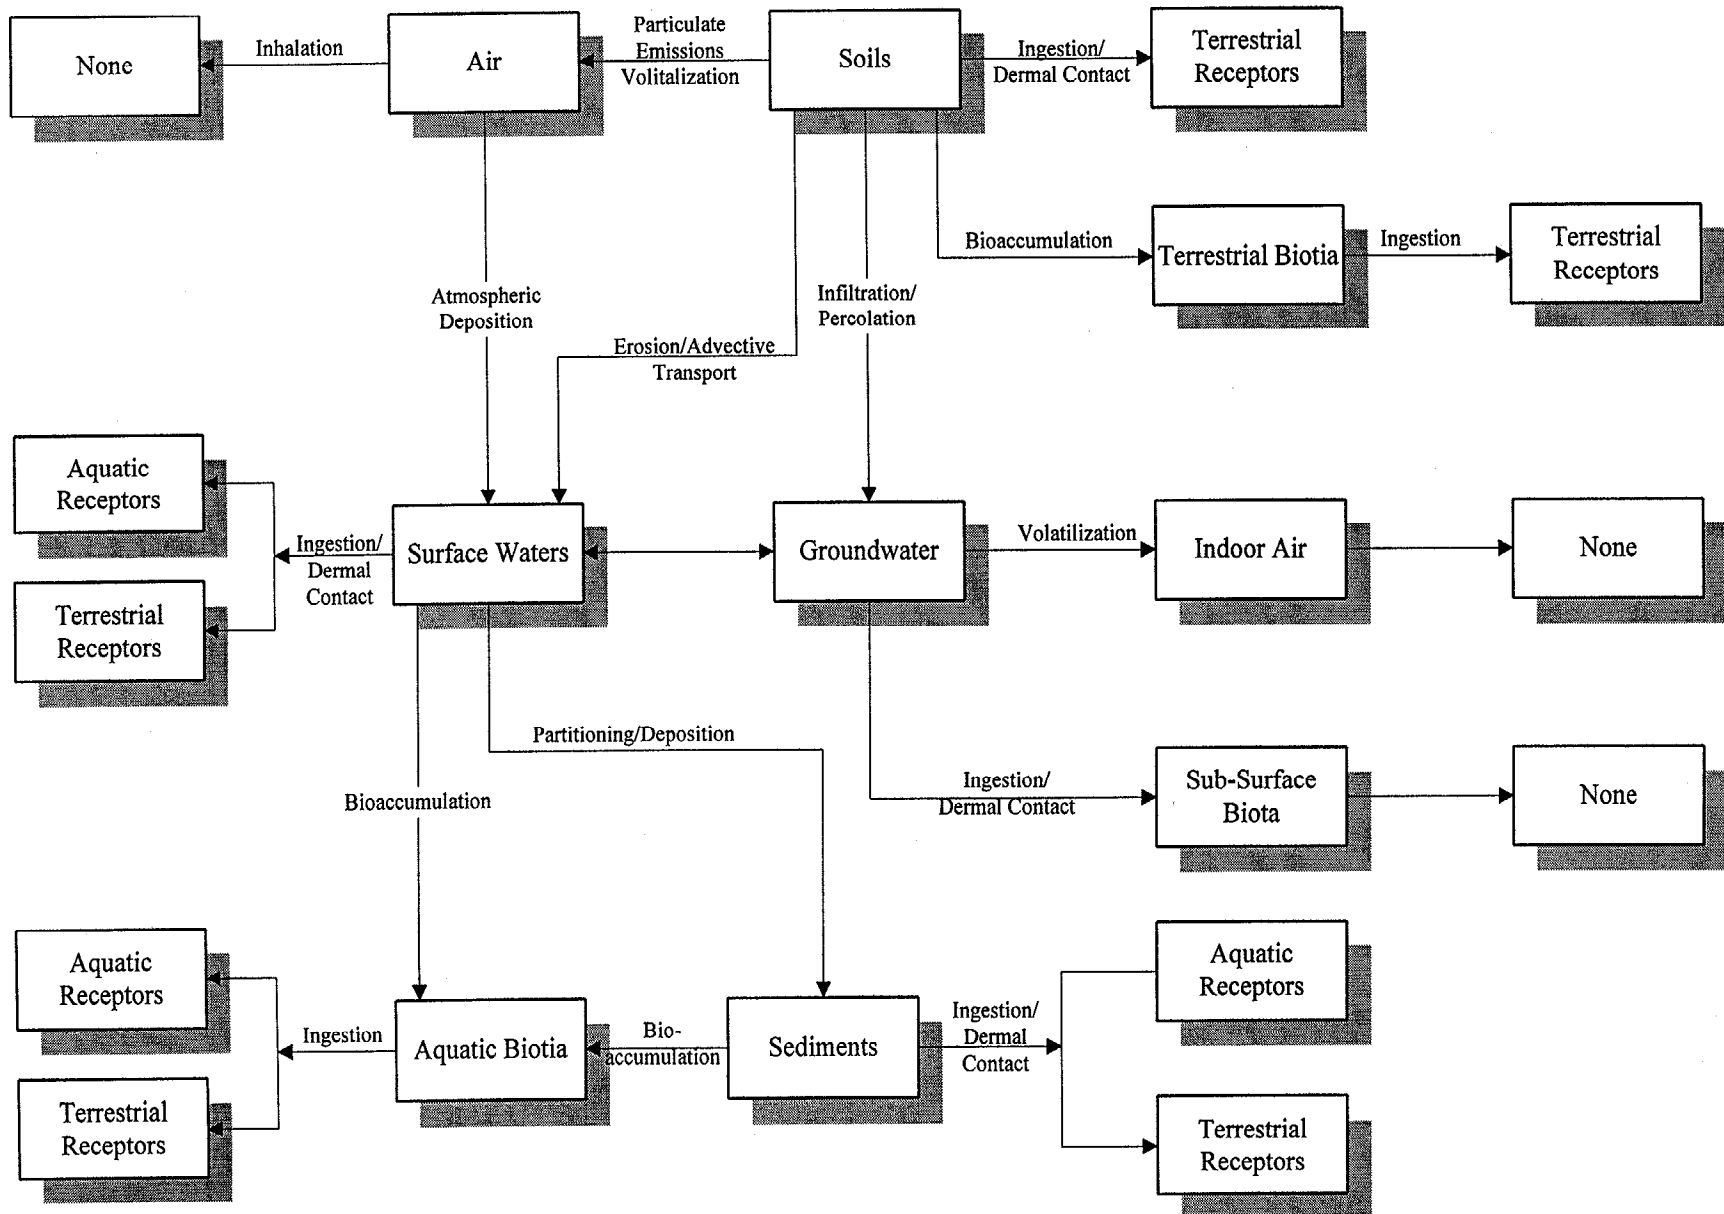 None
Inhalation
Air
Particulate
Emissions
Volitalization
Soils
Ingestion/
Dermal Contact
Terrestrial
Receptors
Bioaccumulation
Terrestrial Biotia
Ingestion
Terrestrial
Receptors
Atmospheric
Deposition
Infiltration/
Percolation
Erosion/Advective
Transport
Aquatic
Receptors
Ingestion/
Dermal
Contact
Terrestrial
Receptors
Surface Waters
Groundwater
Volatilization
Indoor Air
None
Partitioning/Deposition
Bioaccumulation
Ingestion/
Dermal Contact
Sub-Surface
Biota
None
Aquatic
Receptors
Ingestion
Terrestrial
Receptors
Aquatic Biotia
Bio-
accumulation
Sediments
Ingestion/
Dermal
Contact
Aquatic
Receptors
Terrestrial
Receptors